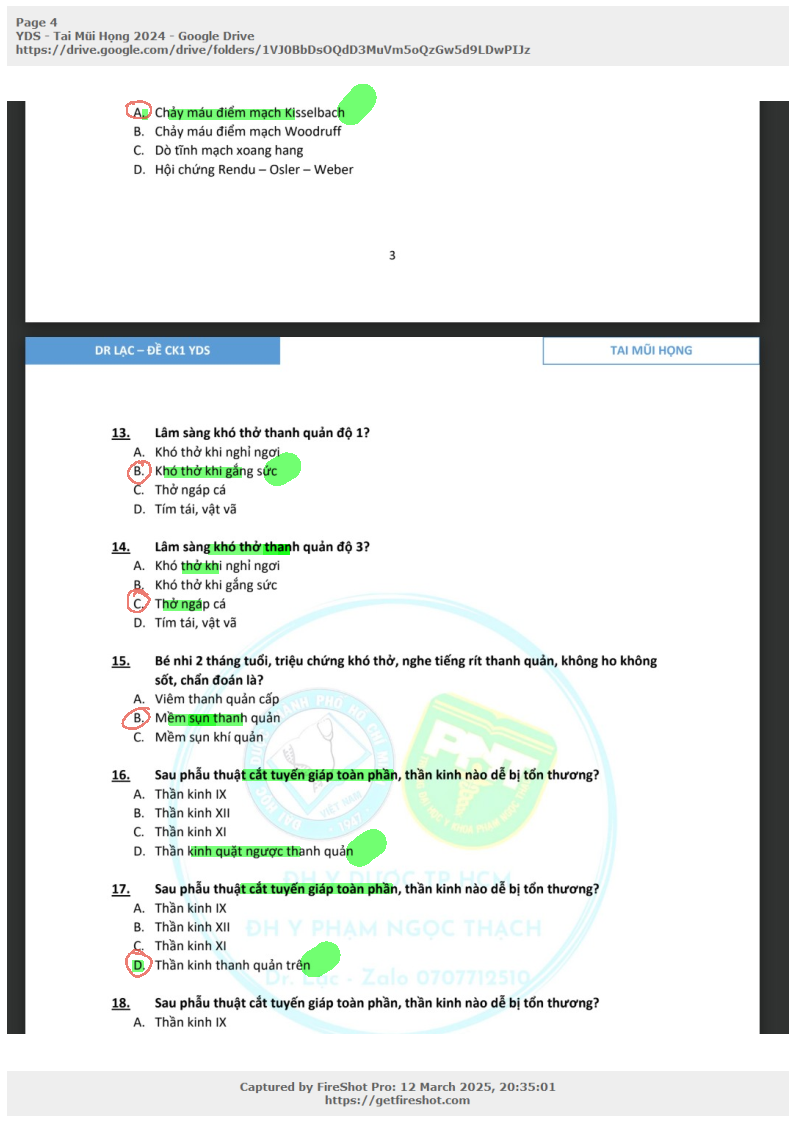 Page 4
YDS - Tai Mũi Họng 2024 - Google Drive
https://drive.google.com/drive/folders/1VJ0BbDsOQdD3MuVm5oQzGw5d9LDwPIJz
A. Chảy máu điểm mạch Kisselbach
B. Chảy máu điểm mạch Woodruff
C. Dò tĩnh mạch xoang hang
D. Hội chứng Rendu – Osler – Weber
3
DR LẠC – ĐỀ CK1 YDS
TAI MŨI HỌNG
13. Lâm sàng khó thở thanh quản độ 1?
A. Khó thở khi nghỉ ngơi
B. Khó thở khi gắng sức
C. Thở ngáp cá
D. Tím tái, vật vã
14. Lâm sàng khó thở thanh quản độ 3?
A. Khó thở khi nghỉ ngơi
B. Khó thở khi gắng sức
C. Thở ngáp cá
D. Tím tái, vật vã
15. Bé nhi 2 tháng tuổi, triệu chứng khó thở, nghe tiếng rít thanh quản, không ho không
sốt, chẩn đoán là?
A. Viêm thanh quản cấp
B. Mềm sụn thanh quản
C. Mềm sụn khí quản
16. Sau phẫu thuật cắt tuyến giáp toàn phần, thần kinh nào dễ bị tổn thương?
A. Thần kinh IX
B. Thần kinh XII
C. Thần kinh XI
D. Thần kinh quặt ngược thanh quản
ĐH Y DƯỢC TP.HCM
17. Sau phẫu thuật cắt tuyến giáp toàn phần, thần kinh nào dễ bị tổn thương?
A. Thần kinh IX
B. Thần kinh XII
ĐH Y PHẠM NGỌC THẠCH
C. Thần kinh XI
D. Thần kinh thanh quản trên
Dr. Lạc - Zalo 0707712510
18. Sau phẫu thuật cắt tuyến giáp toàn phần, thần kinh nào dễ bị tổn thương?
A. Thần kinh IX
Captured by FireShot Pro: 12 March 2025, 20:35:01
https://getfireshot.com